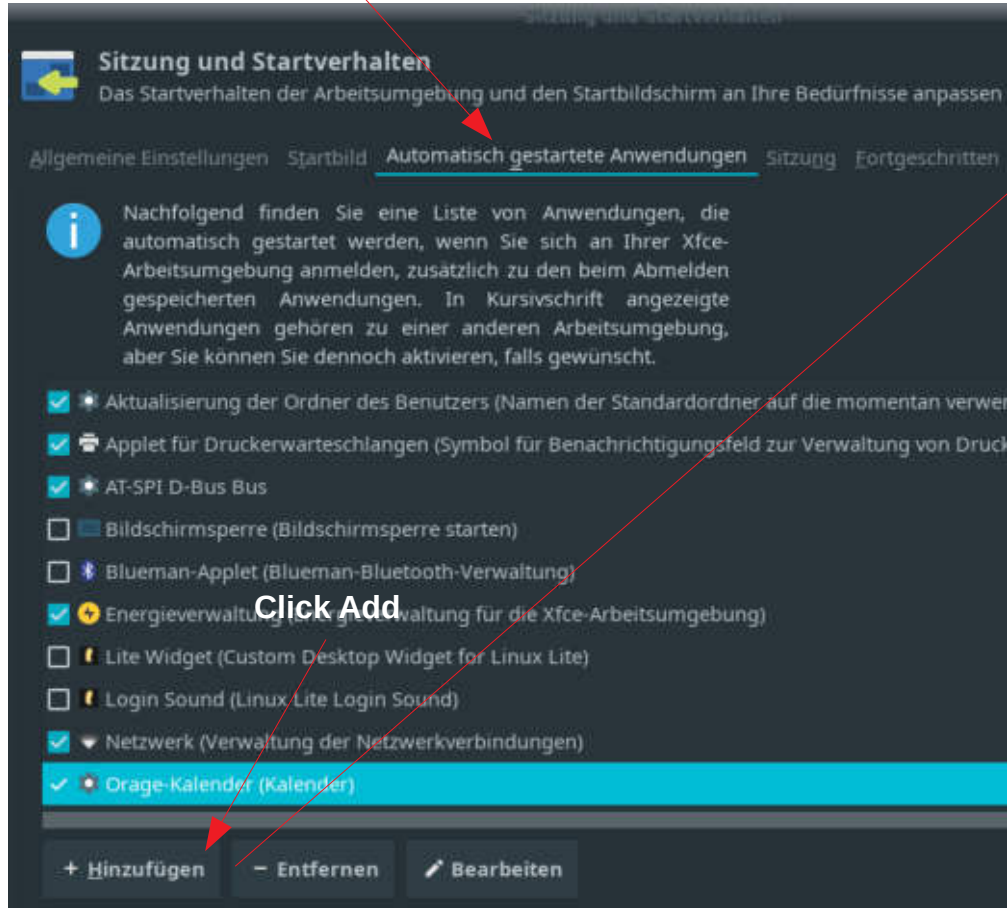 Sitzung und Startverhalten
Sitzung und Startverhalten
Das Startverhalten der Arbeitsumgebung und den Startbildschirm an Ihre Bedürfnisse anpassen
Allgemeine Einstellungen Startbild Automatisch gestartete Anwendungen Sitzung Fortgeschritten
Nachfolgend finden Sie eine Liste von Anwendungen, die
automatisch gestartet werden, wenn Sie sich an Ihrer Xfce-
Arbeitsumgebung anmelden, zusätzlich zu den beim Abmelden
gespeicherten Anwendungen. In Kursivschrift angezeigte
Anwendungen gehören zu einer anderen Arbeitsumgebung,
aber Sie können Sie dennoch aktivieren, falls gewünscht.
Aktualisierung der Ordner des Benutzers (Namen der Standardordner auf die momentan verwen
Applet für Druckerwarteschlangen (Symbol für Benachrichtigungsfeld zur Verwaltung von Druck
AT-SPI D-Bus Bus
Bildschirmsperre (Bildschirmsperre starten)
Blueman-Applet (Blueman-Bluetooth-Verwaltung)
Click Add
Energieverwaltung für die Xfce-Arbeitsumgebung)
Lite Widget (Custom Desktop Widget for Linux Lite)
Login Sound (Linux Lite Login Sound)
Netzwerk (Verwaltung der Netzwerkverbindungen)
Orage-Kalender (Kalender)
+ Hinzufügen − Entfernen Bearbeiten